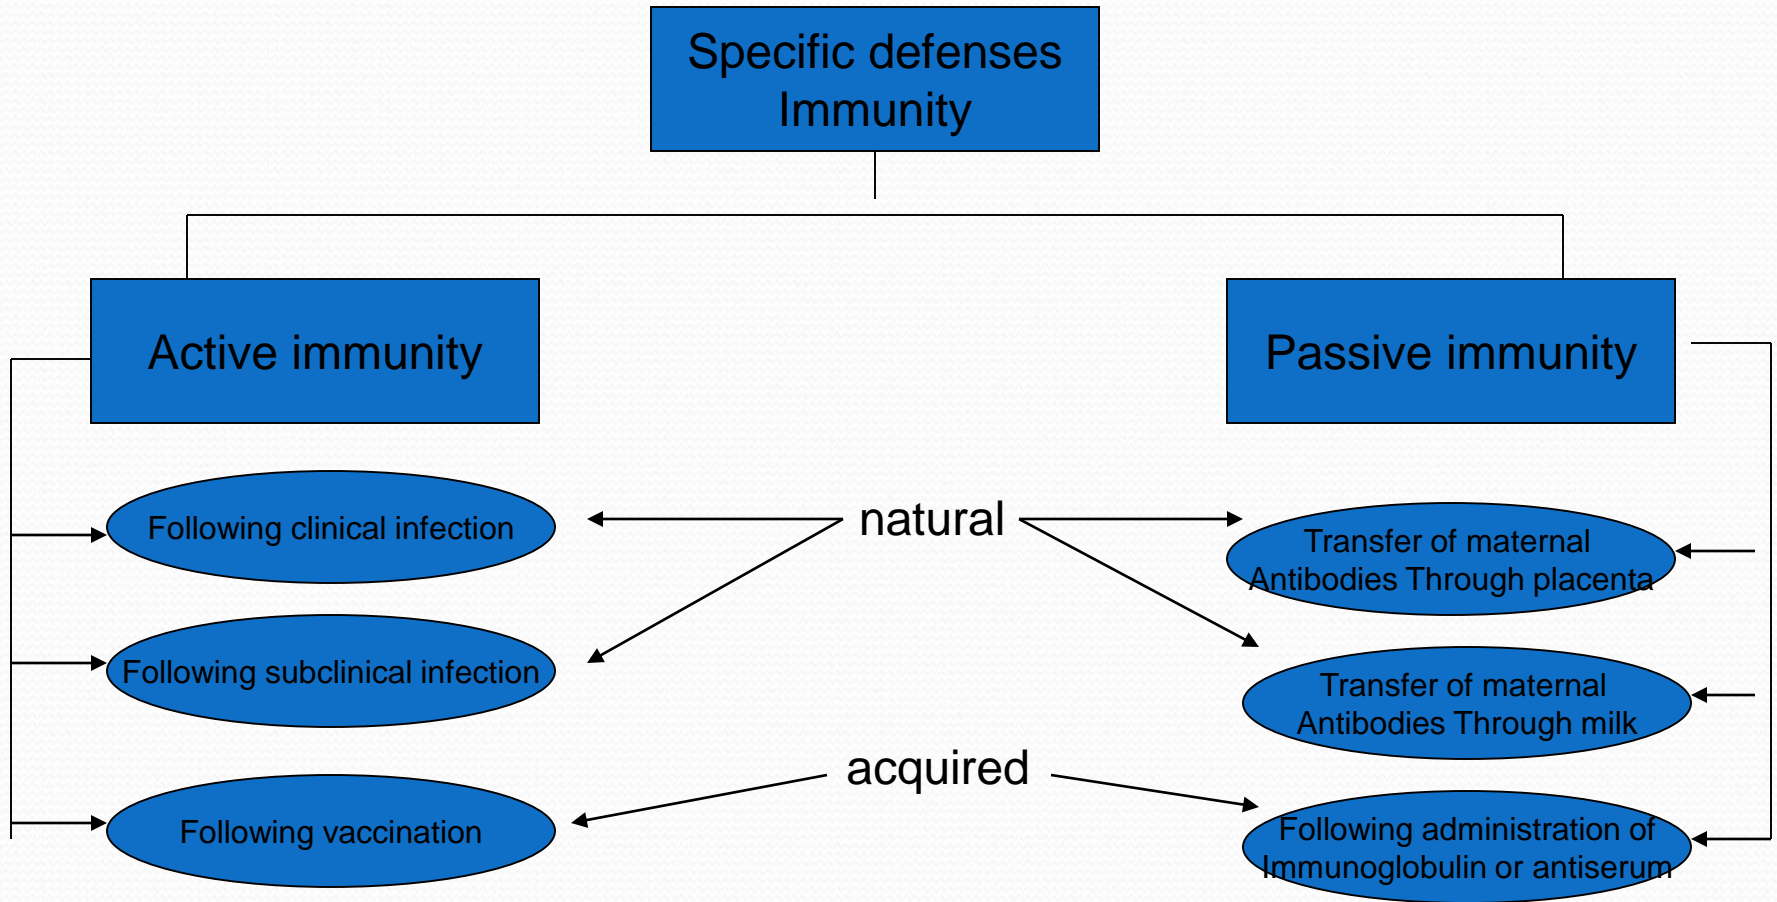 Specific defenses
Immunity
Active immunity
Passive immunity
Following clinical infection
natural
Transfer of maternal
Antibodies Through placenta
Following subclinical infection
Transfer of maternal
Antibodies Through milk
acquired
Following vaccination
Following administration of
Immunoglobulin or antiserum